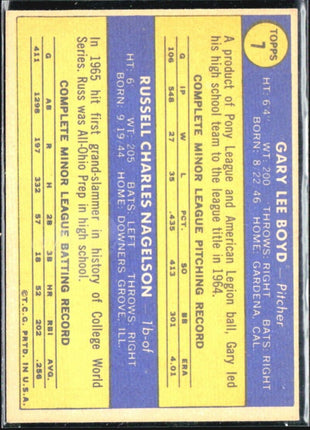 TOPPS
7
GARY LEE BOYD — Pitcher
HT: 6'4" WT: 200 THROWS RIGHT BATS RIGHT
BORN: 8.22.46 HOME: GARDENA, CAL.
A product of Pony League and American Legion ball, Gary led
his high school team to the league title in 1964.
COMPLETE MINOR LEAGUE PITCHING RECORD
G IP W L PCT. SO BB ERA
106 548 27 35 .435 413 301 4.01
RUSSELL CHARLES NAGELSON 1b-of
HT: 6' WT: 205 BATS LEFT THROWS RIGHT
BORN: 9.19.44 HOME: DOWNERS GROVE, ILL.
In 1965 hit first grand-slammer in history of College World
Series. Russ was All-Ohio Prep in high school.
COMPLETE MINOR LEAGUE BATTING RECORD
G AB R H 2B 3B HR RBI AVG.
411 1298 197 332 57 18 52 202 .256
©T.C.G. PRTD. IN U.S.A.